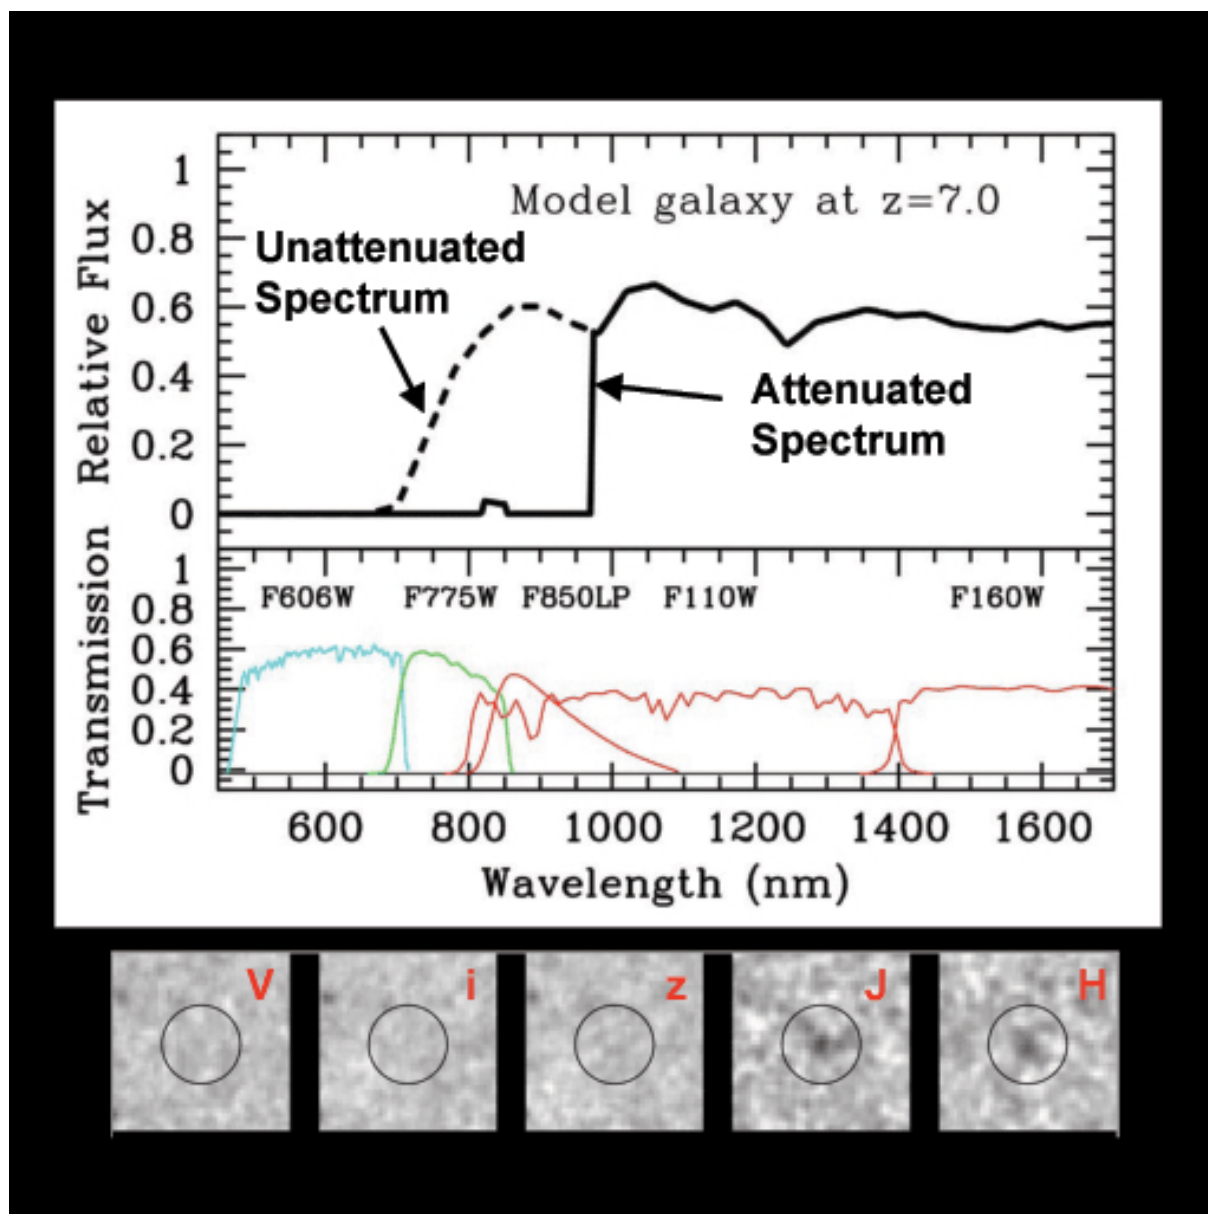 Model galaxy at z=7.0
Unattenuated
Spectrum
Attenuated
Spectrum
Relative Flux
1
0.8
0.6
0.4
0.2
0
F606W F775W F850LP F110W F160W
Transmission
1
0.8
0.6
0.4
0.2
0
600 800 1000 1200 1400 1600
Wavelength (nm)
V i z J H